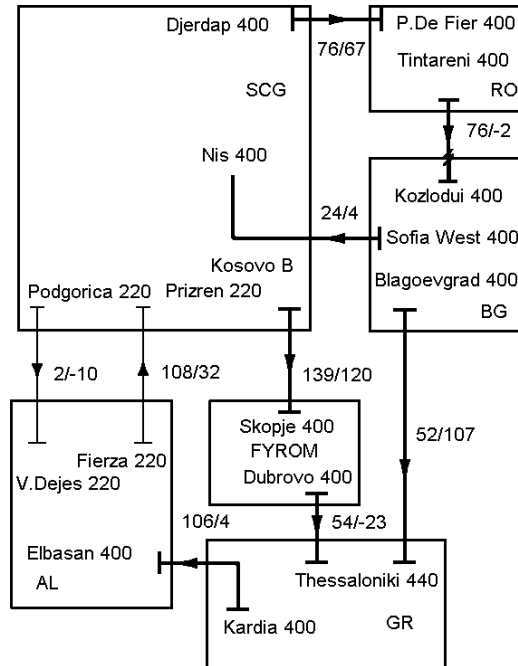 Djerdap 400
76/67
P.De Fier 400
Tintareni 400
SCG
RO
76/-2
Nis 400
Kozlodui 400
24/4
Sofia West 400
Kosovo B
Blagoevgrad 400
Podgorica 220
Prizren 220
BG
2/-10
108/32
139/120
Skopje 400
FYROM
Dubrovo 400
52/107
Fierza 220
V.Dejes 220
106/4
54/-23
Elbasan 400
AL
Thessaloniki 440
Kardia 400
GR